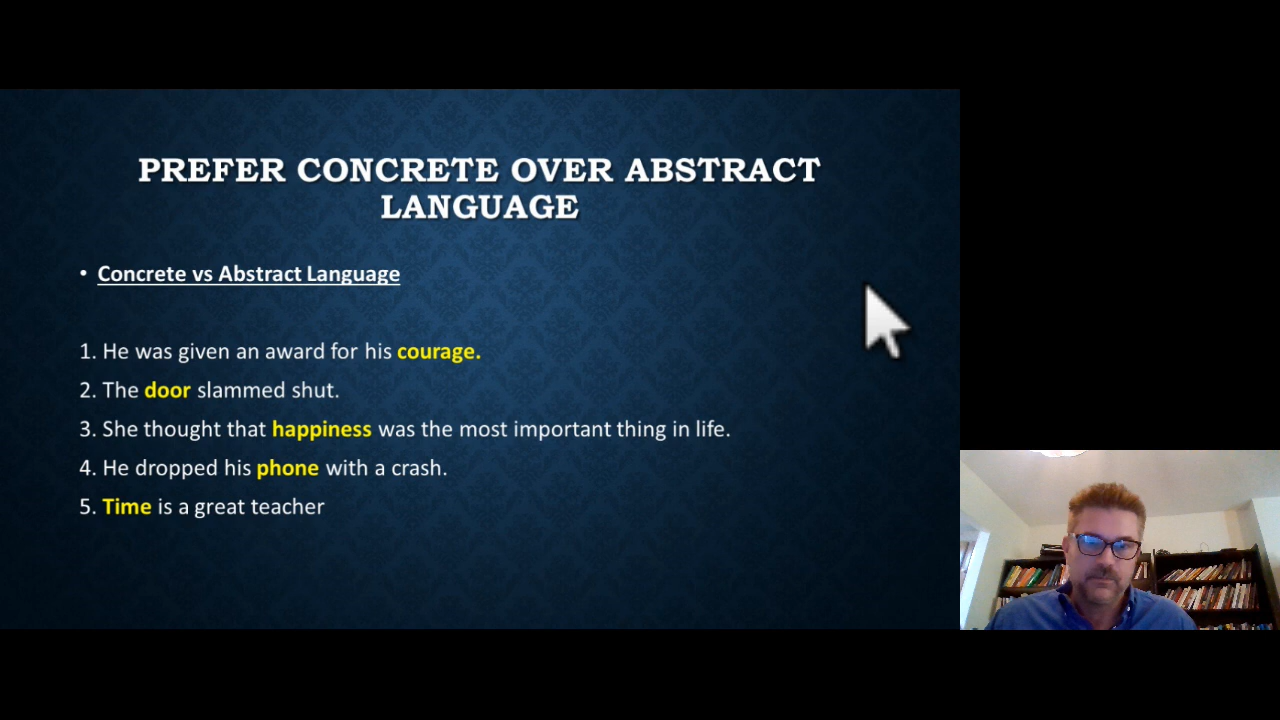 PREFER CONCRETE OVER ABSTRACT
LANGUAGE
• Concrete vs Abstract Language
1. He was given an award for his courage.
2. The door slammed shut.
3. She thought that happiness was the most important thing in life.
4. He dropped his phone with a crash.
5. Time is a great teacher